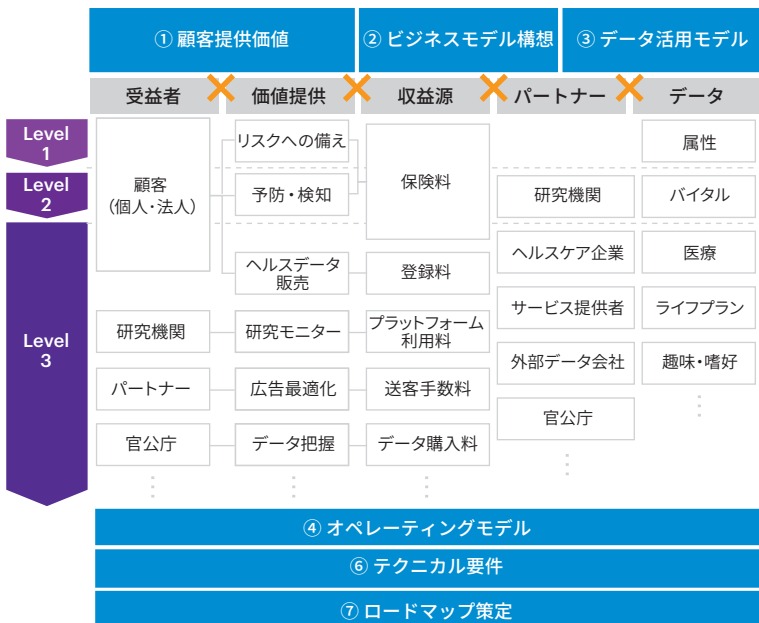 ① 顧客提供価値
② ビジネスモデル構想
③ データ活用モデル
受益者
価値提供
収益源
パートナー
データ
Level
1
リスクへの備え
属性
顧客
(個人・法人)
保険料
Level
2
予防・検知
研究機関
バイタル
ヘルスケア企業
医療
ヘルスデータ
販売
登録料
サービス提供者
ライフプラン
Level
3
研究機関
研究モニター
プラットフォーム
利用料
外部データ会社
趣味・嗜好
パートナー
広告最適化
送客手数料
官公庁
官公庁
データ把握
データ購入料
④ オペレーティングモデル
⑥ テクニカル要件
⑦ ロードマップ策定